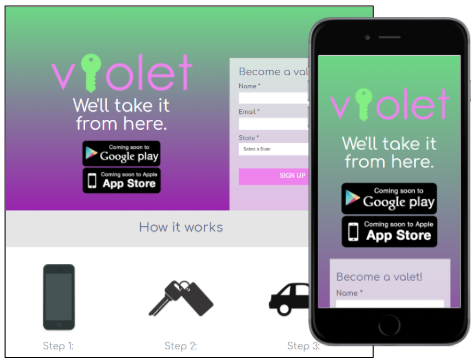 violet
We'll take it
from here.
Coming soon to
Google play
Coming soon to Apple
App Store
Become a val
Name *
Email *
State *
Select a State
SIGN UP
How it works
Step 1:
Step 2:
Step 3:
violet
We'll take it
from here.
Coming soon to
Google play
Coming soon to Apple
App Store
Become a valet!
Name *